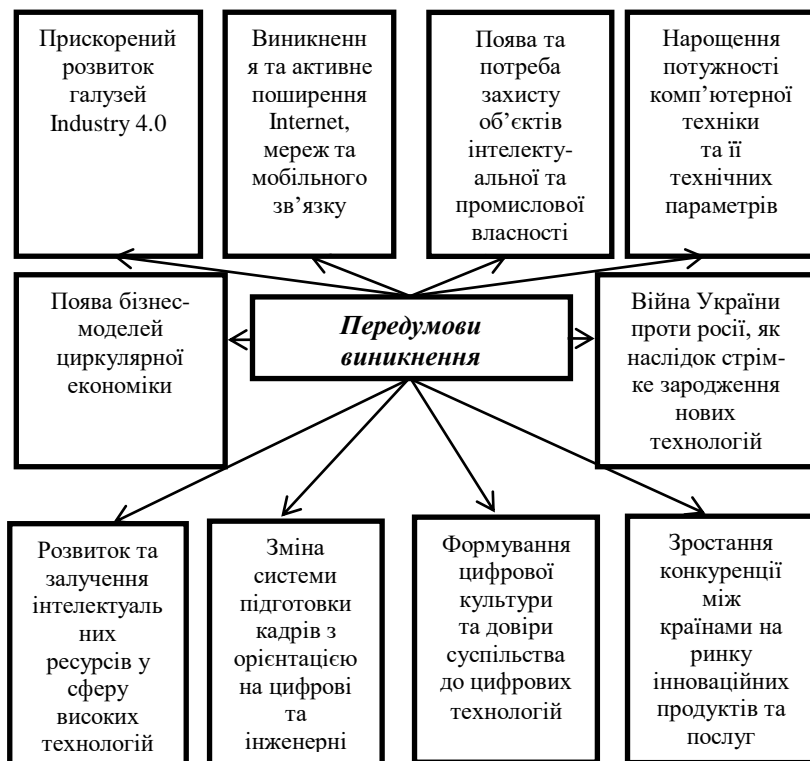 Прискорений
розвиток
галузей
Industry 4.0
Виникненн
я та активне
поширення
Internet,
мереж та
мобільного
зв’язку
Поява та
потреба
захисту
об’єктів
інтелекту-
альної та
промислової
власності
Нарощення
потужності
комп’ютерної
техніки
та її
технічних
параметрів
Поява бізнес-
моделей
циркулярної
економіки
Передумови
виникнення
Війна України
проти росії, як
наслідок стрім-
ке зародження
нових
технологій
Розвиток та
залучення
інтелектуаль
них
ресурсів у
сферу
високих
технологій
Зміна
системи
підготовки
кадрів з
орієнтацією
на цифрові
та
інженерні
Формування
цифрової
культури
та довіри
суспільства
до цифрових
технологій
Зростання
конкуренції
між
країнами на
ринку
інноваційних
продуктів та
послуг